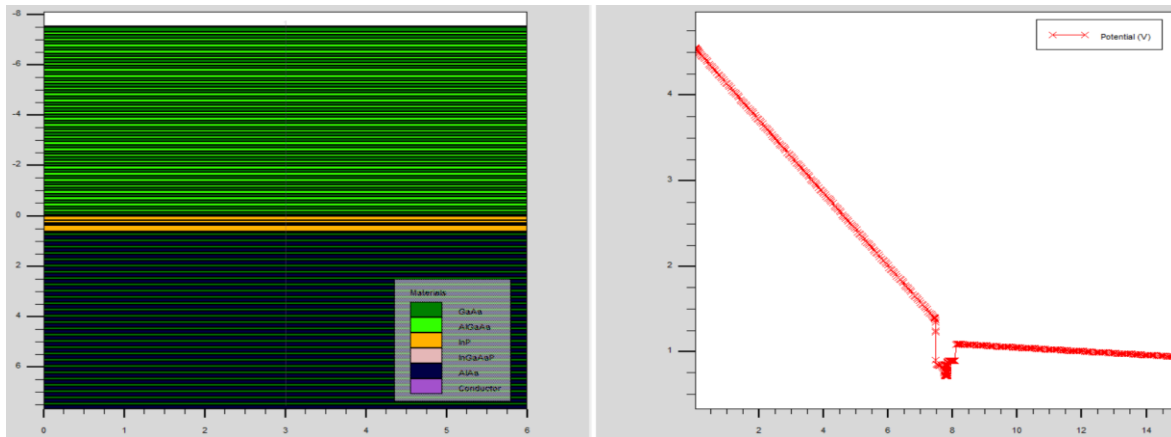 -8
-6
-4
-2
0
2
4
6
0 1 2 3 4 5 6
Materials
GaAs
AlGaAs
InP
InGaAsP
AlAs
Conductor
Potential (V)
4
3
2
1
2 4 6 8 10 12 14